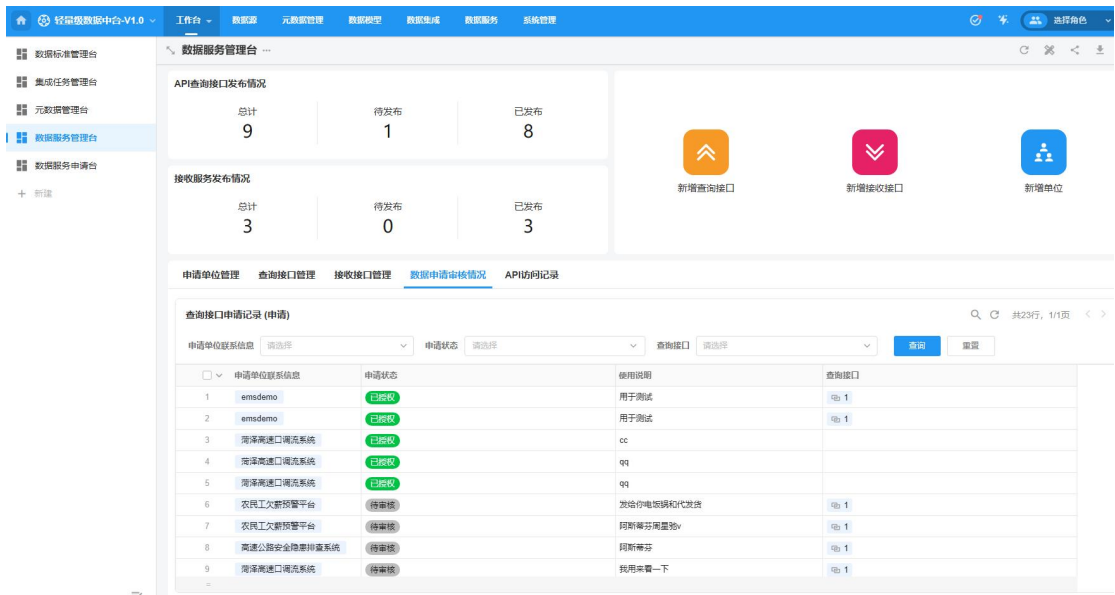 轻量级数据中台-V1.0 工作台 数据源 元数据管理 数据模型 数据集成 数据服务 系统管理 选择角色
数据标准管理台
集成任务管理台
元数据管理台
数据服务管理台
数据服务申请台
+ 新建
数据服务管理台 ...
API查询接口发布情况
总计 待发布 已发布
9 1 8
接收服务发布情况
总计 待发布 已发布
3 0 3
新增查询接口 新增接收接口 新增单位
申请单位管理 查询接口管理 接收接口管理 数据申请审核情况 API访问记录
查询接口申请记录 (申请) 共23行, 1/1页
申请单位联系信息 请选择 申请状态 请选择 查询接口 请选择 查询 重置
申请单位联系信息 申请状态 使用说明 查询接口
1 emsdemo 已授权 用于测试 1
2 emsdemo 已授权 用于测试 1
3 菏泽高速口调流系统 已授权 cc
4 菏泽高速口调流系统 已授权 qq
5 菏泽高速口调流系统 已授权 qq
6 农民工欠薪预警平台 待审核 发给你电饭锅和代发货 1
7 农民工欠薪预警平台 待审核 阿斯蒂芬周星驰v 1
8 高速公路安全隐患排查系统 待审核 阿斯蒂芬 1
9 菏泽高速口调流系统 待审核 我用来看一下 1